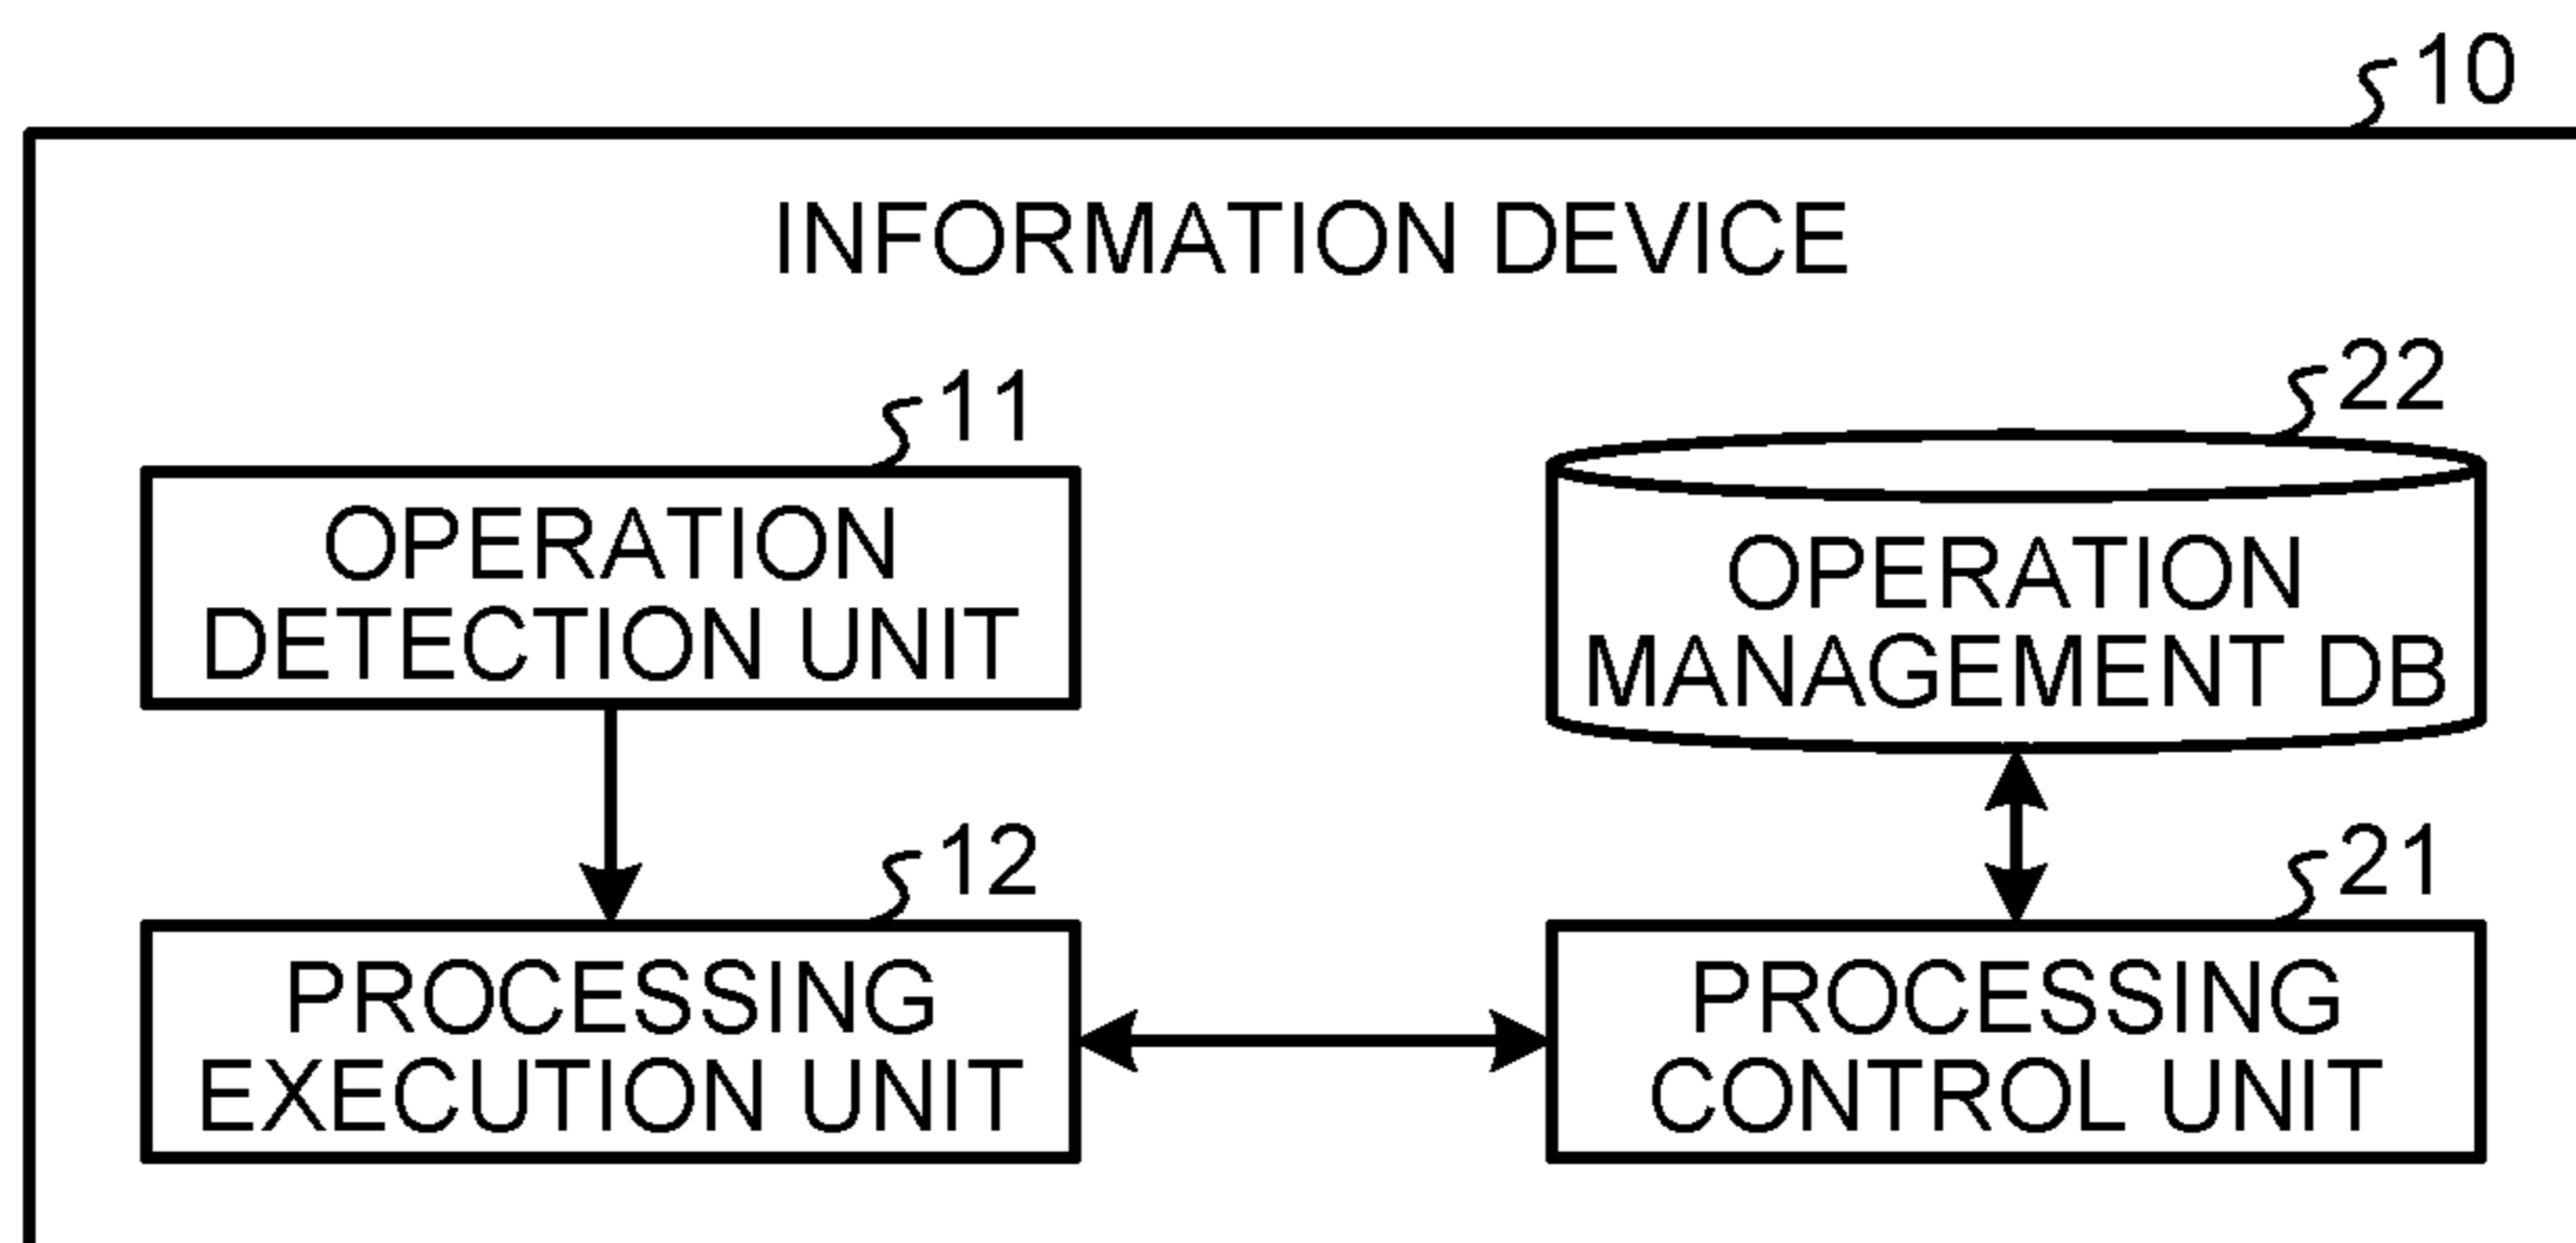 10
INFORMATION DEVICE
11
OPERATION
DETECTION UNIT
22
OPERATION
MANAGEMENT DB
12
PROCESSING
EXECUTION UNIT
21
PROCESSING
CONTROL UNIT